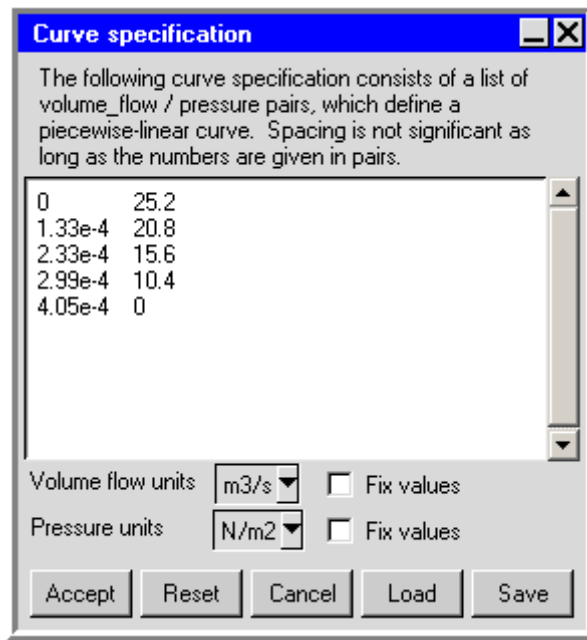 Curve specification
The following curve specification consists of a list of
volume_flow / pressure pairs, which define a
piecewise-linear curve.  Spacing is not significant as
long as the numbers are given in pairs.
0 25.2
1.33e-4 20.8
2.33e-4 15.6
2.99e-4 10.4
4.05e-4 0
Volume flow units m3/s Fix values
Pressure units N/m2 Fix values
Accept Reset Cancel Load Save